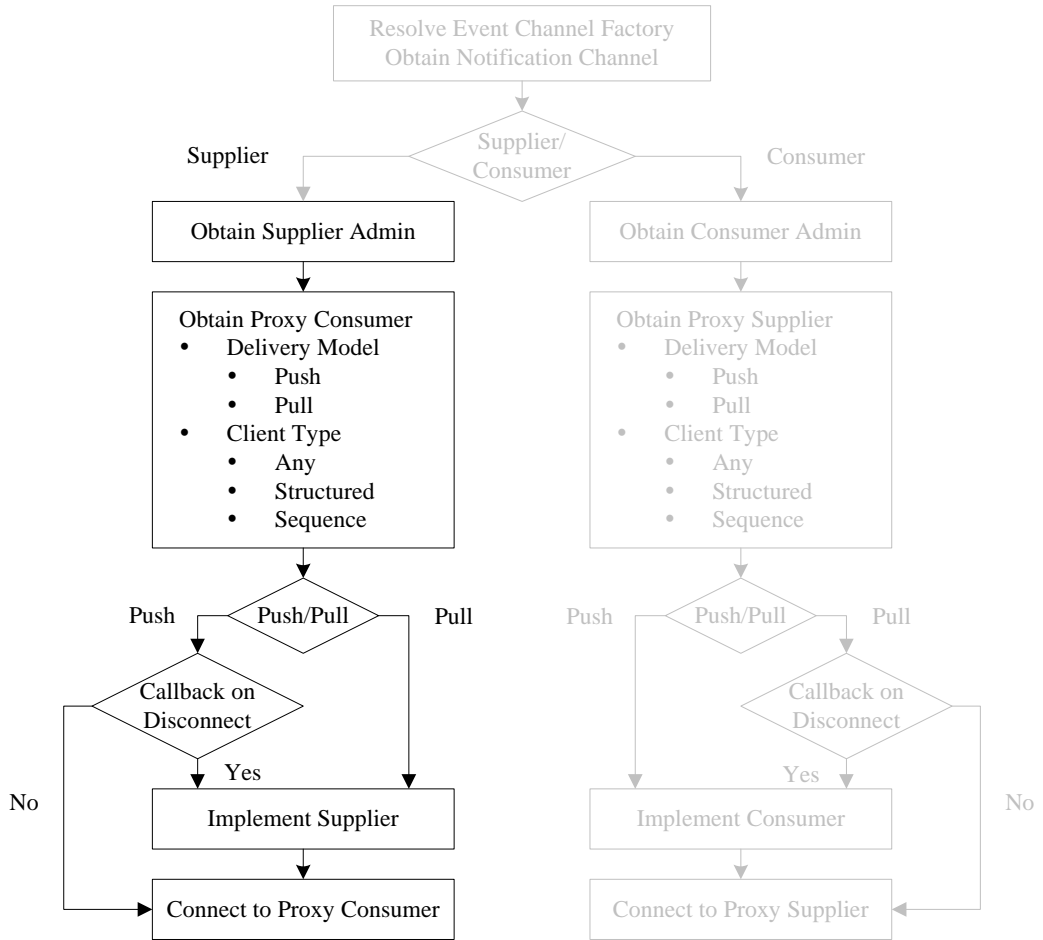 Resolve Event Channel Factory
Obtain Notification Channel
Supplier/
Consumer
Supplier
Consumer
Obtain Supplier Admin
Obtain Consumer Admin
Obtain Proxy Consumer
• Delivery Model
• Push
• Pull
• Client Type
• Any
• Structured
• Sequence
Obtain Proxy Supplier
• Delivery Model
• Push
• Pull
• Client Type
• Any
• Structured
• Sequence
Push
Push/Pull
Pull
Push
Push/Pull
Pull
Callback on
Disconnect
Callback on
Disconnect
Yes
No
Yes
No
Implement Supplier
Implement Consumer
Connect to Proxy Consumer
Connect to Proxy Supplier